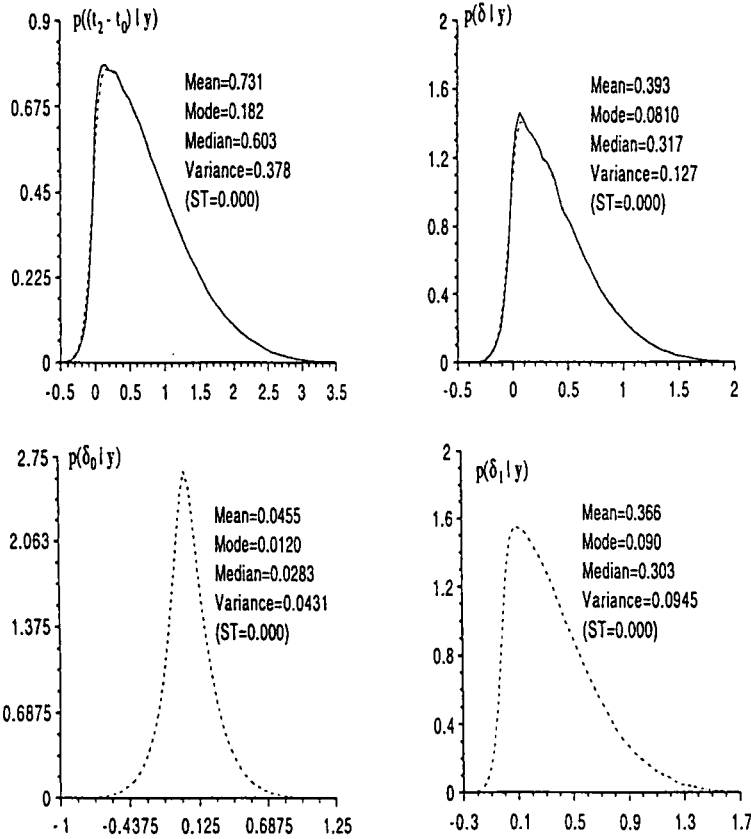 p((t₂ - t₀) | y)
0.9
0.675
0.45
0.225
0
-0.5 0 0.5 1 1.5 2 2.5 3 3.5
Mean=0.731
Mode=0.182
Median=0.603
Variance=0.378
(ST=0.000)
p(δ | y)
2
1.6
1.2
0.8
0.4
0
-0.5 0 0.5 1 1.5 2
Mean=0.393
Mode=0.0810
Median=0.317
Variance=0.127
(ST=0.000)
p(δ₀ | y)
2.75
2.063
1.375
0.6875
0
-1 -0.4375 0.125 0.6875 1.25
Mean=0.0455
Mode=0.0120
Median=0.0283
Variance=0.0431
(ST=0.000)
p(δ₁ | y)
2
1.6
1.2
0.8
0.4
0
-0.3 0.1 0.5 0.9 1.3 1.7
Mean=0.366
Mode=0.090
Median=0.303
Variance=0.0945
(ST=0.000)